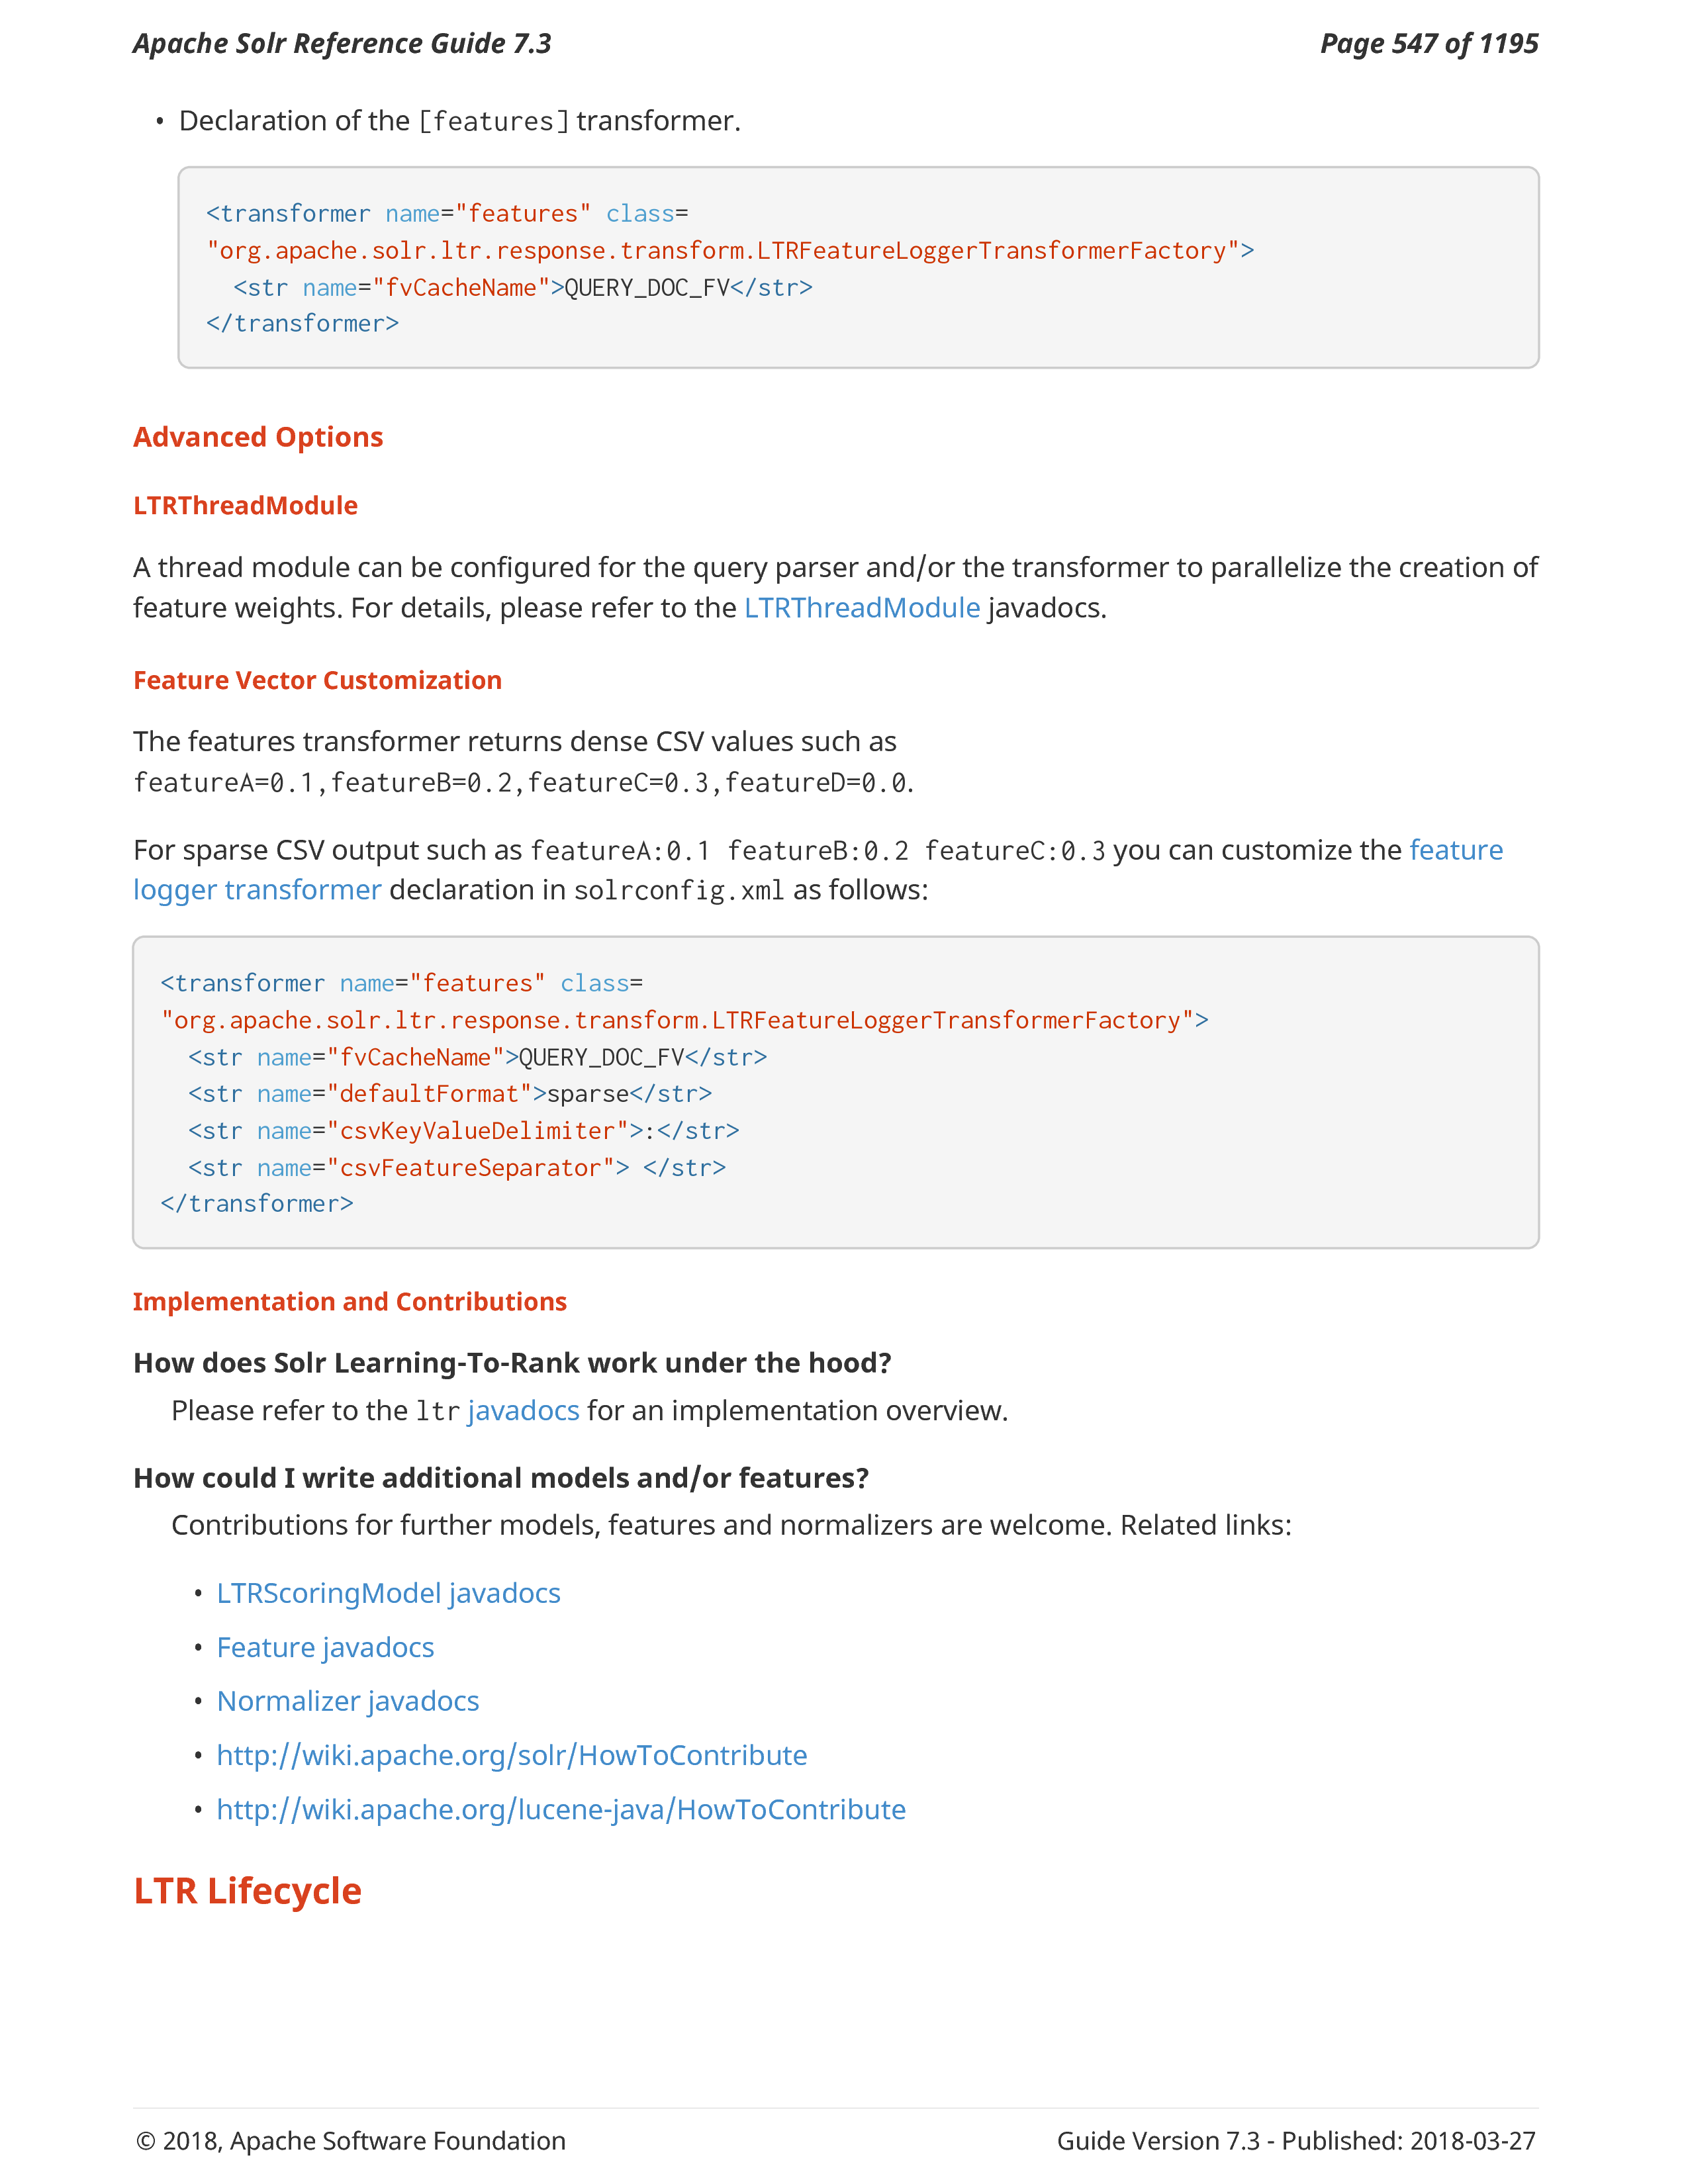 Apache Solr Reference Guide 7.3 Page 547 of 1195
• Declaration of the [features] transformer.
<transformer name="features" class=
"org.apache.solr.ltr.response.transform.LTRFeatureLoggerTransformerFactory">
  <str name="fvCacheName">QUERY_DOC_FV</str>
</transformer>
Advanced Options
LTRThreadModule
A thread module can be configured for the query parser and/or the transformer to parallelize the creation of
feature weights. For details, please refer to the LTRThreadModule javadocs.
Feature Vector Customization
The features transformer returns dense CSV values such as
featureA=0.1,featureB=0.2,featureC=0.3,featureD=0.0.
For sparse CSV output such as featureA:0.1 featureB:0.2 featureC:0.3 you can customize the feature
logger transformer declaration in solrconfig.xml as follows:
<transformer name="features" class=
"org.apache.solr.ltr.response.transform.LTRFeatureLoggerTransformerFactory">
  <str name="fvCacheName">QUERY_DOC_FV</str>
  <str name="defaultFormat">sparse</str>
  <str name="csvKeyValueDelimiter">:</str>
  <str name="csvFeatureSeparator"> </str>
</transformer>
Implementation and Contributions
How does Solr Learning-To-Rank work under the hood?
Please refer to the ltr javadocs for an implementation overview.
How could I write additional models and/or features?
Contributions for further models, features and normalizers are welcome. Related links:
• LTRScoringModel javadocs
• Feature javadocs
• Normalizer javadocs
• http://wiki.apache.org/solr/HowToContribute
• http://wiki.apache.org/lucene-java/HowToContribute
LTR Lifecycle
© 2018, Apache Software Foundation Guide Version 7.3 - Published: 2018-03-27